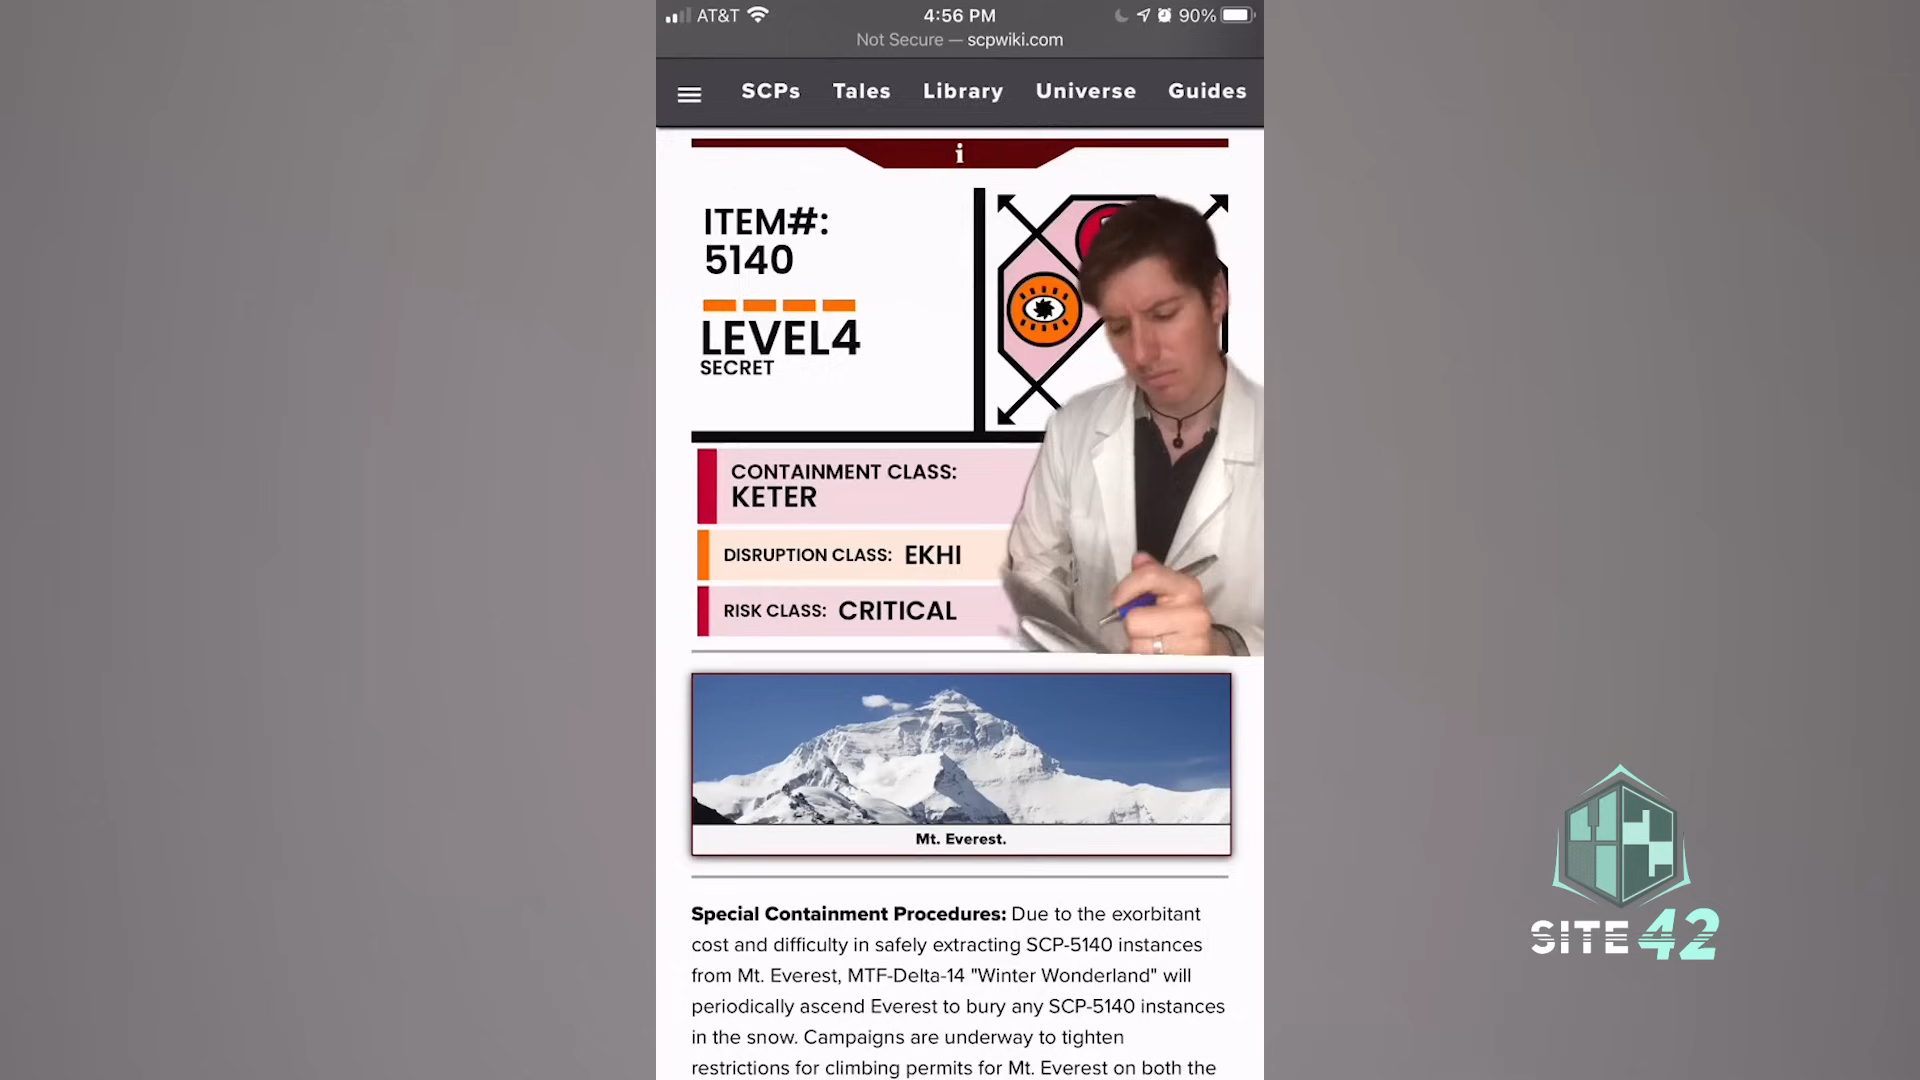 AT&T
4:56 PM
90%
Not Secure — scpwiki.com
SCPs Tales Library Universe Guides
i
ITEM#:
5140
LEVEL4
SECRET
CONTAINMENT CLASS:
KETER
DISRUPTION CLASS: EKHI
RISK CLASS: CRITICAL
Mt. Everest.
Special Containment Procedures: Due to the exorbitant
cost and difficulty in safely extracting SCP-5140 instances
from Mt. Everest, MTF-Delta-14 "Winter Wonderland" will
periodically ascend Everest to bury any SCP-5140 instances
in the snow. Campaigns are underway to tighten
restrictions for climbing permits for Mt. Everest on both the
SITE 42